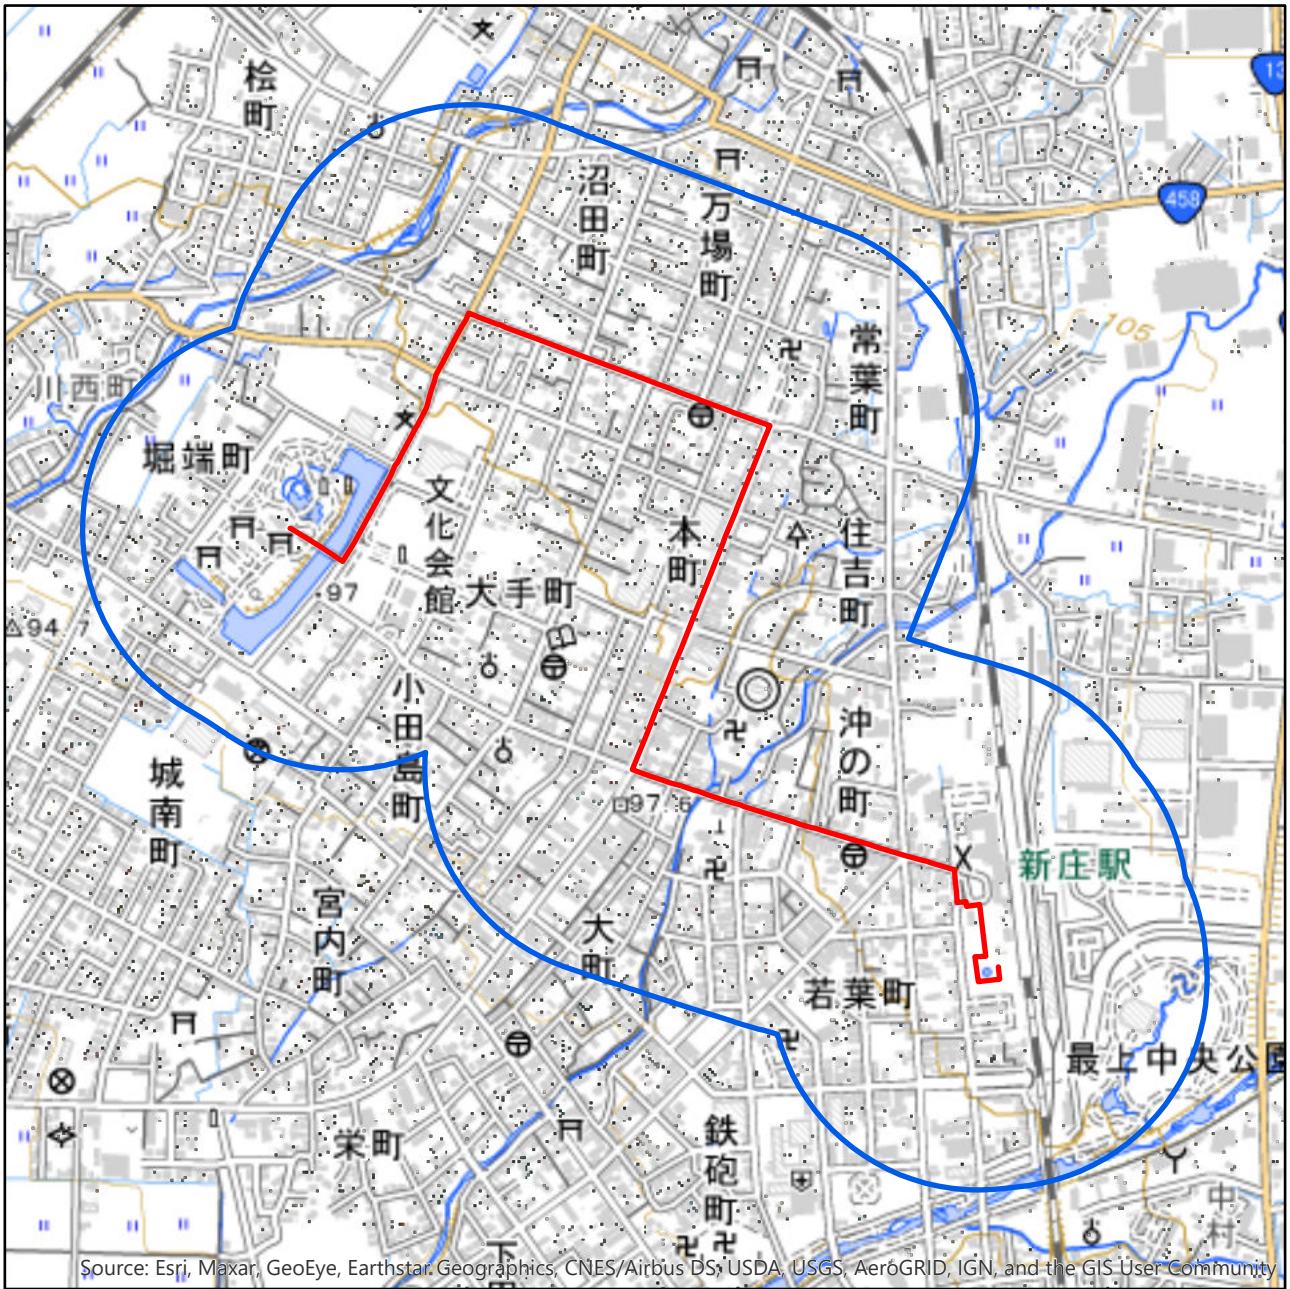 桧町
13
458
沼田町
万場町
105
常葉町
川西町
堀端町
文化会館
本町
住吉町
97
大手町
94 7
小田島町
沖の町
城南町
97.6
新庄駅
宮内町
大町
若葉町
最上中央公園
栄町
鉄砲町
中村
Source: Esri, Maxar, GeoEye, Earthstar Geographics, CNES/Airbus DS, USDA, USGS, AeroGRID, IGN, and the GIS User Community